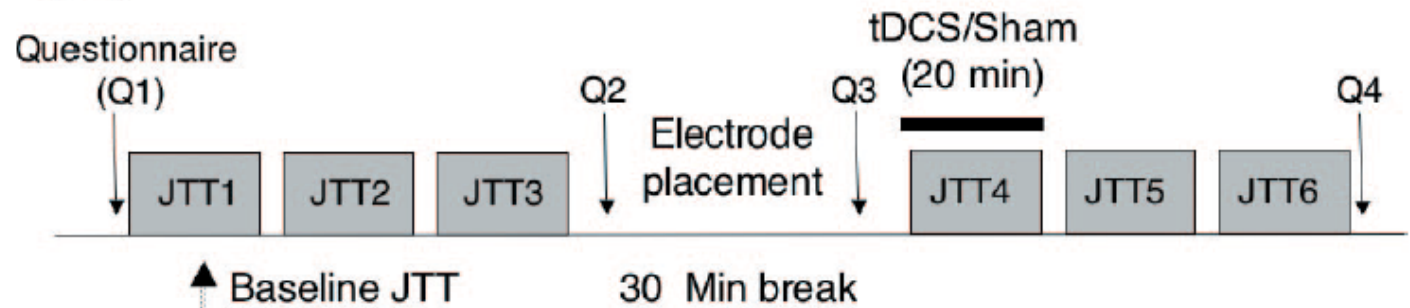 Questionnaire
(Q1)
Q2
Electrode
placement
Q3
tDCS/Sham
(20 min)
Q4
JTT1
JTT2
JTT3
JTT4
JTT5
JTT6
Baseline JTT
30 Min break